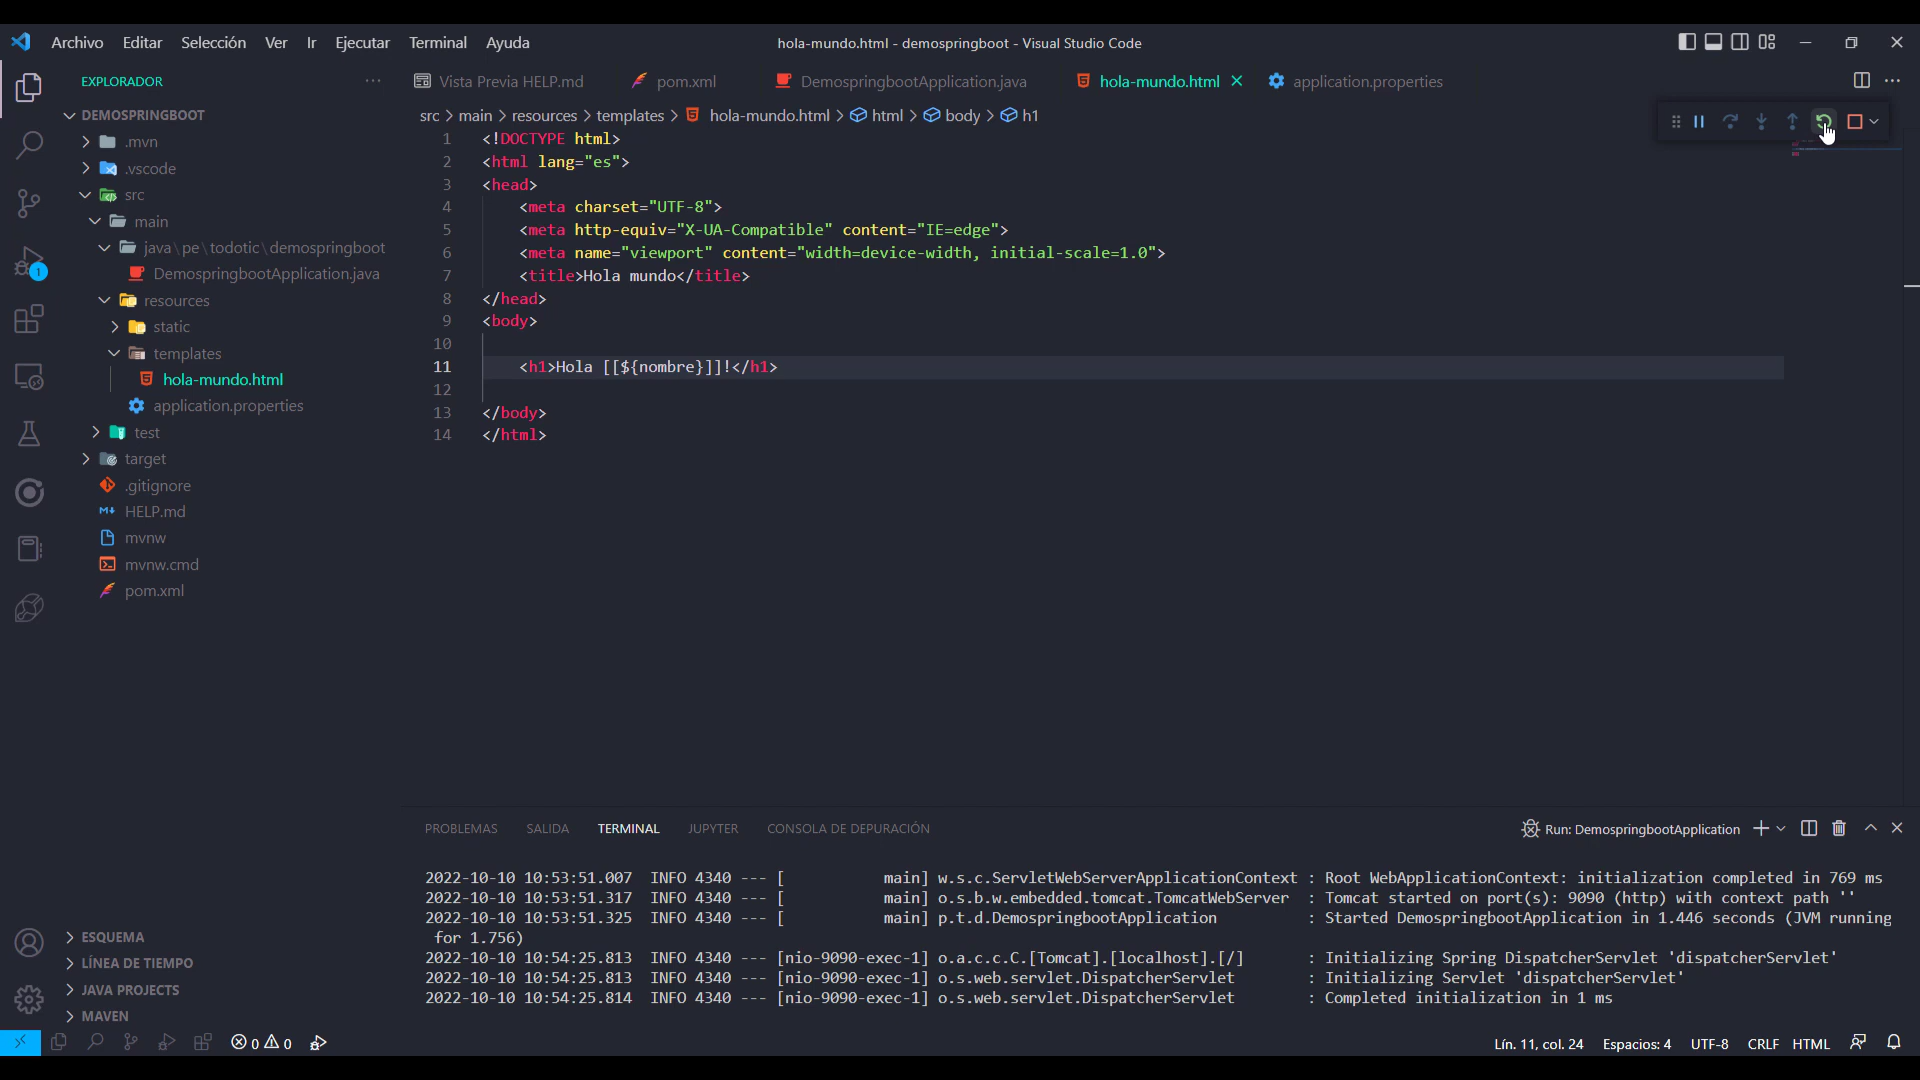 Archivo Editar Selección Ver Ir Ejecutar Terminal Ayuda
hola-mundo.html - demospringboot - Visual Studio Code
EXPLORADOR
DEMOSPRINGBOOT
.mvn
.vscode
src
main
java\pe\todotic\demospringboot
DemospringbootApplication.java
resources
static
templates
hola-mundo.html
application.properties
test
target
.gitignore
HELP.md
mvnw
mvnw.cmd
pom.xml
ESQUEMA
LÍNEA DE TIEMPO
JAVA PROJECTS
MAVEN
1
Vista Previa HELP.md pom.xml DemospringbootApplication.java hola-mundo.html application.properties
src > main > resources > templates > hola-mundo.html > html > body > h1
1 <!DOCTYPE html>
2 <html lang="es">
3 <head>
4 <meta charset="UTF-8">
5 <meta http-equiv="X-UA-Compatible" content="IE=edge">
6 <meta name="viewport" content="width=device-width, initial-scale=1.0">
7 <title>Hola mundo</title>
8 </head>
9 <body>
10
11 <h1>Hola [[${nombre}]]!</h1>
12
13 </body>
14 </html>
PROBLEMAS SALIDA TERMINAL JUPYTER CONSOLA DE DEPURACIÓN
Run: DemospringbootApplication
2022-10-10 10:53:51.007 INFO 4340 --- [ main] w.s.c.ServletWebServerApplicationContext : Root WebApplicationContext: initialization completed in 769 ms
2022-10-10 10:53:51.317 INFO 4340 --- [ main] o.s.b.w.embedded.tomcat.TomcatWebServer : Tomcat started on port(s): 9090 (http) with context path ''
2022-10-10 10:53:51.325 INFO 4340 --- [ main] p.t.d.DemospringbootApplication : Started DemospringbootApplication in 1.446 seconds (JVM running
for 1.756)
2022-10-10 10:54:25.813 INFO 4340 --- [nio-9090-exec-1] o.a.c.c.C.[Tomcat].[localhost].[/] : Initializing Spring DispatcherServlet 'dispatcherServlet'
2022-10-10 10:54:25.813 INFO 4340 --- [nio-9090-exec-1] o.s.web.servlet.DispatcherServlet : Initializing Servlet 'dispatcherServlet'
2022-10-10 10:54:25.814 INFO 4340 --- [nio-9090-exec-1] o.s.web.servlet.DispatcherServlet : Completed initialization in 1 ms
0 0
Lín. 11, col. 24 Espacios: 4 UTF-8 CRLF HTML